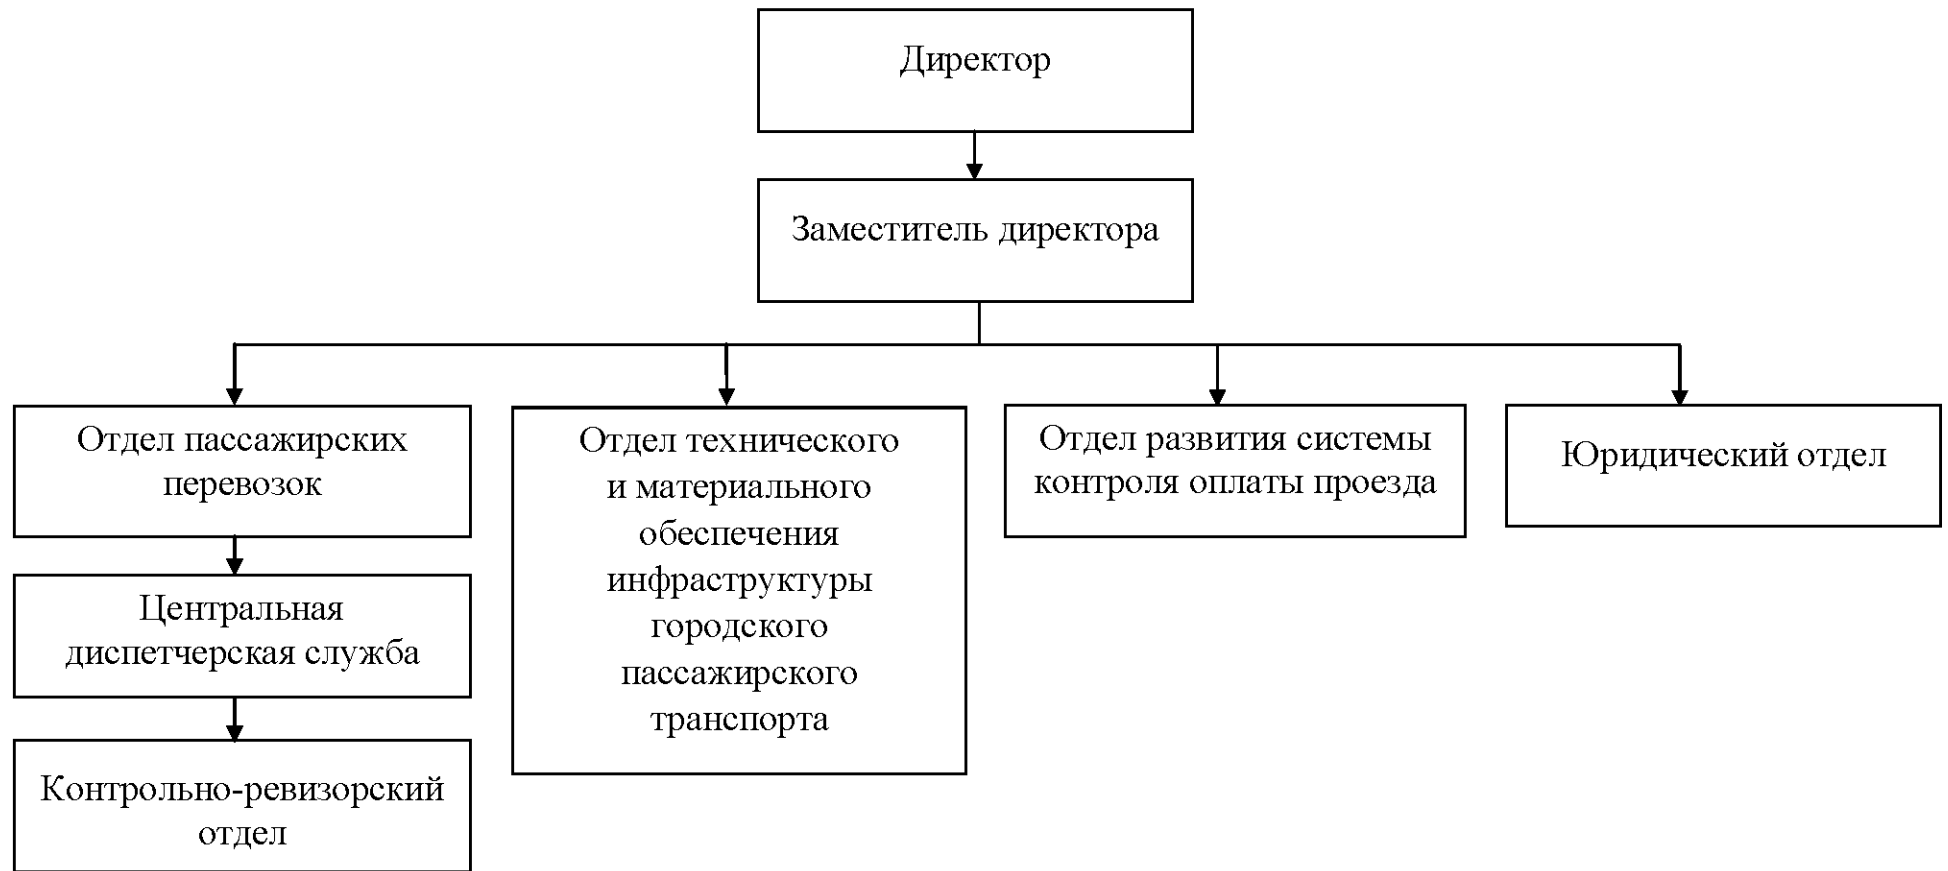 Директор
Заместитель директора
Отдел пассажирских
перевозок
Отдел технического
и материального
обеспечения
инфраструктуры
городского
пассажирского
транспорта
Отдел развития системы
контроля оплаты проезда
Юридический отдел
Центральная
диспетчерская служба
Контрольно-ревизорский
отдел